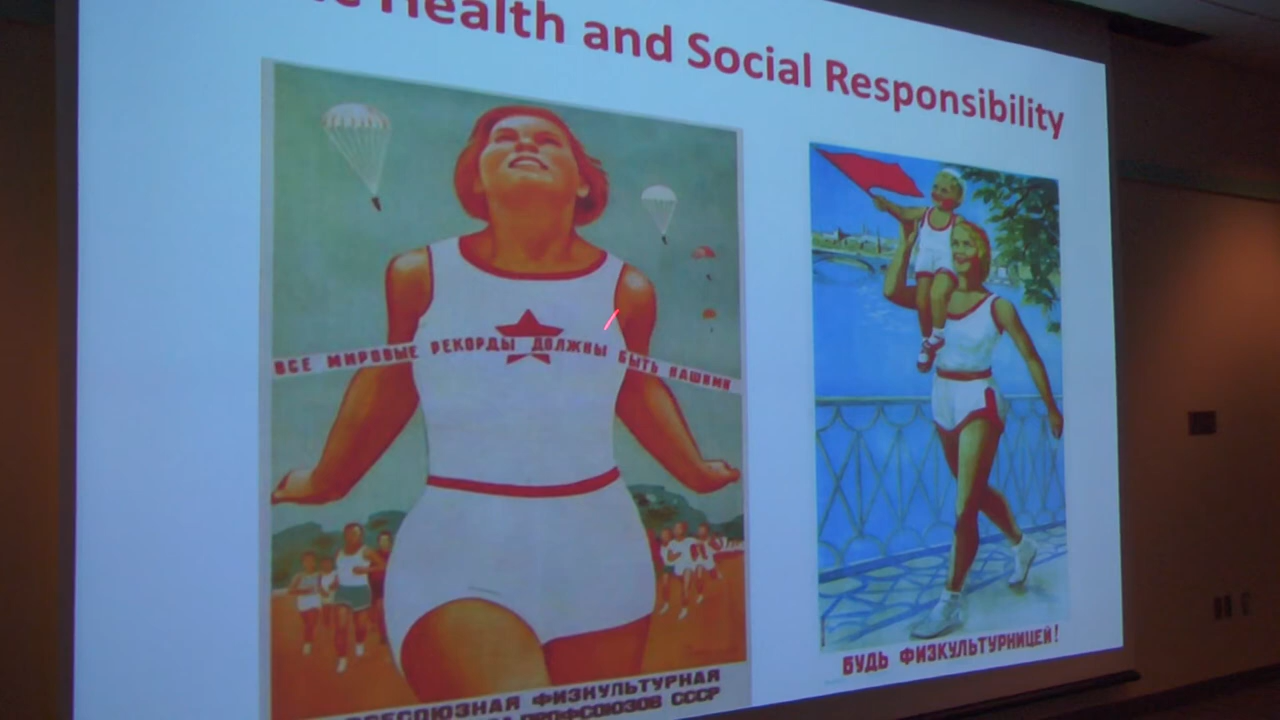 Health and Social Responsibility
ВСЕ МИРОВЫЕ РЕКОРДЫ ДОЛЖНЫ БЫТЬ НАШИМИ
ФИЗКУЛЬТУРНАЯ
ПРОФСОЮЗОВ СССР
БУДЬ ФИЗКУЛЬТУРНИЦЕЙ!